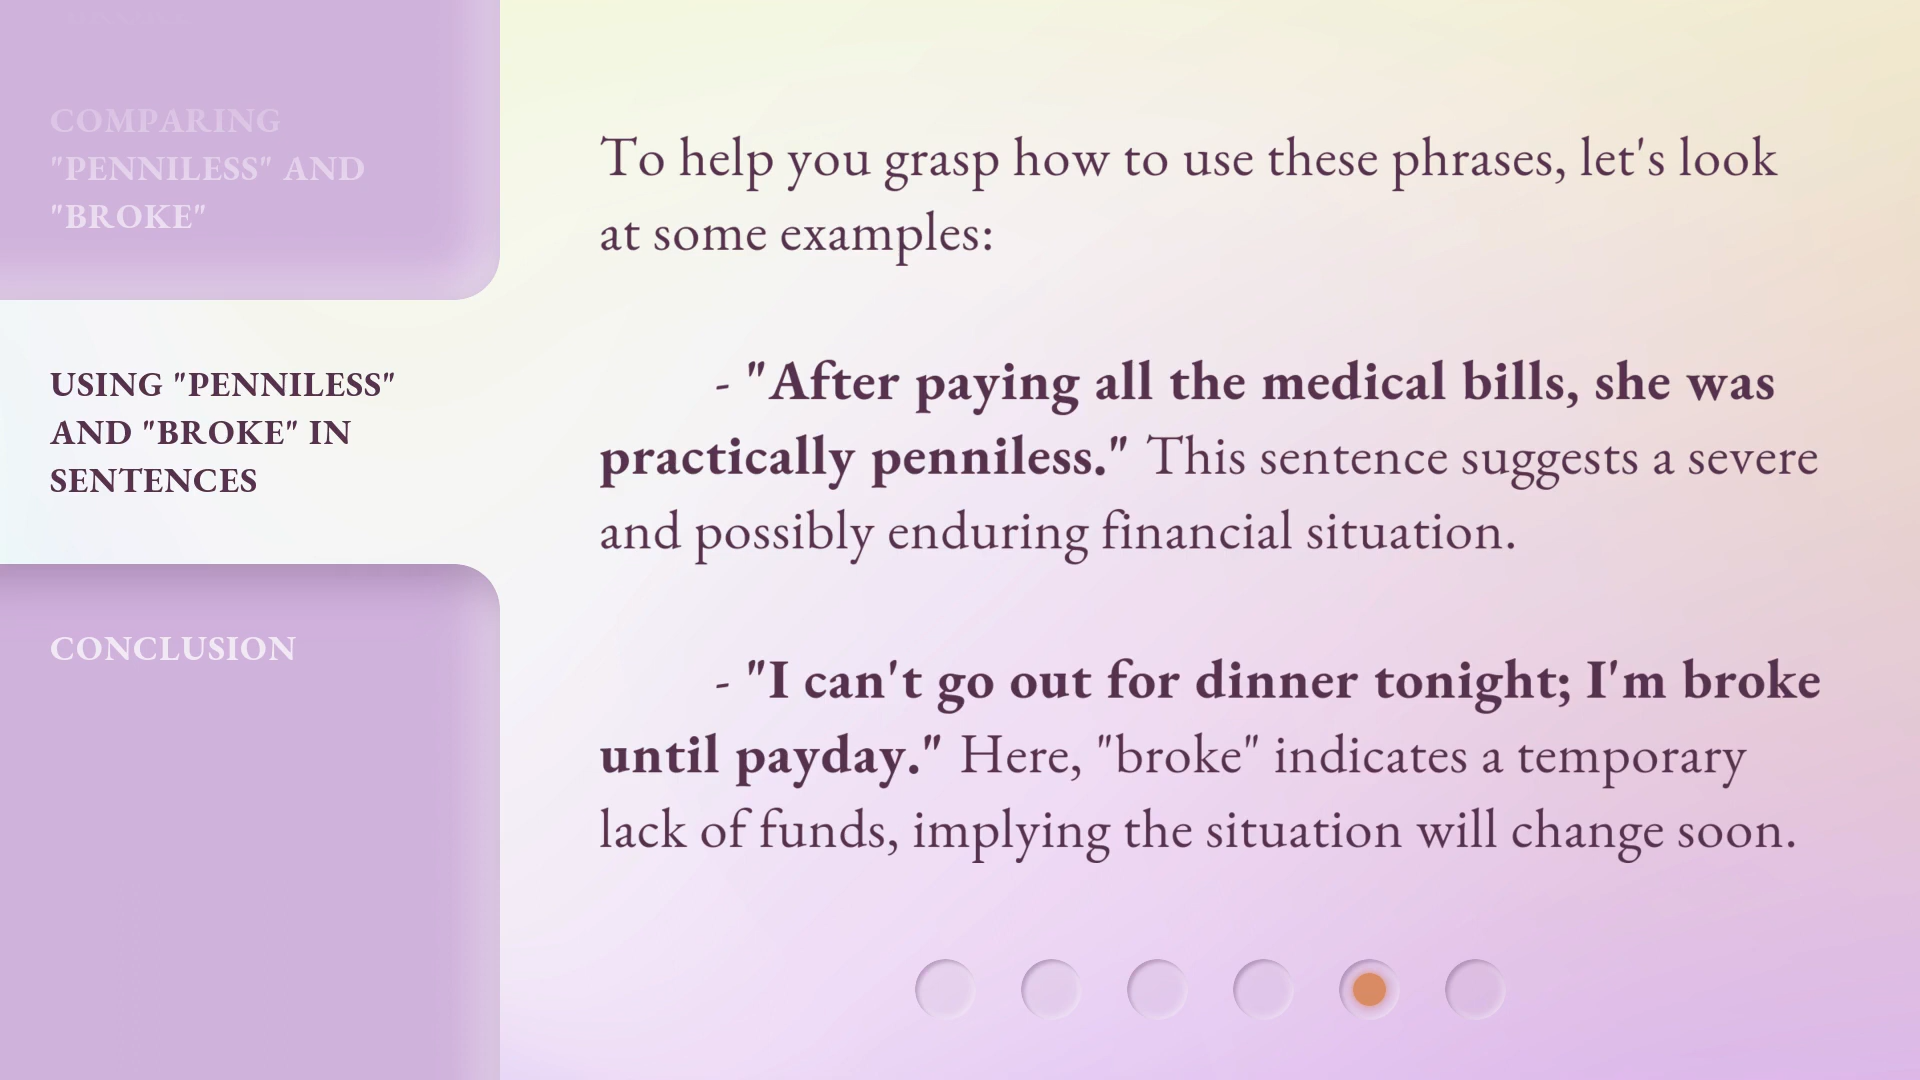 COMPARING
"PENNILESS" AND
"BROKE"
USING "PENNILESS"
AND "BROKE" IN
SENTENCES
CONCLUSION
To help you grasp how to use these phrases, let's look
at some examples:
- "After paying all the medical bills, she was
practically penniless." This sentence suggests a severe
and possibly enduring financial situation.
- "I can't go out for dinner tonight; I'm broke
until payday." Here, "broke" indicates a temporary
lack of funds, implying the situation will change soon.